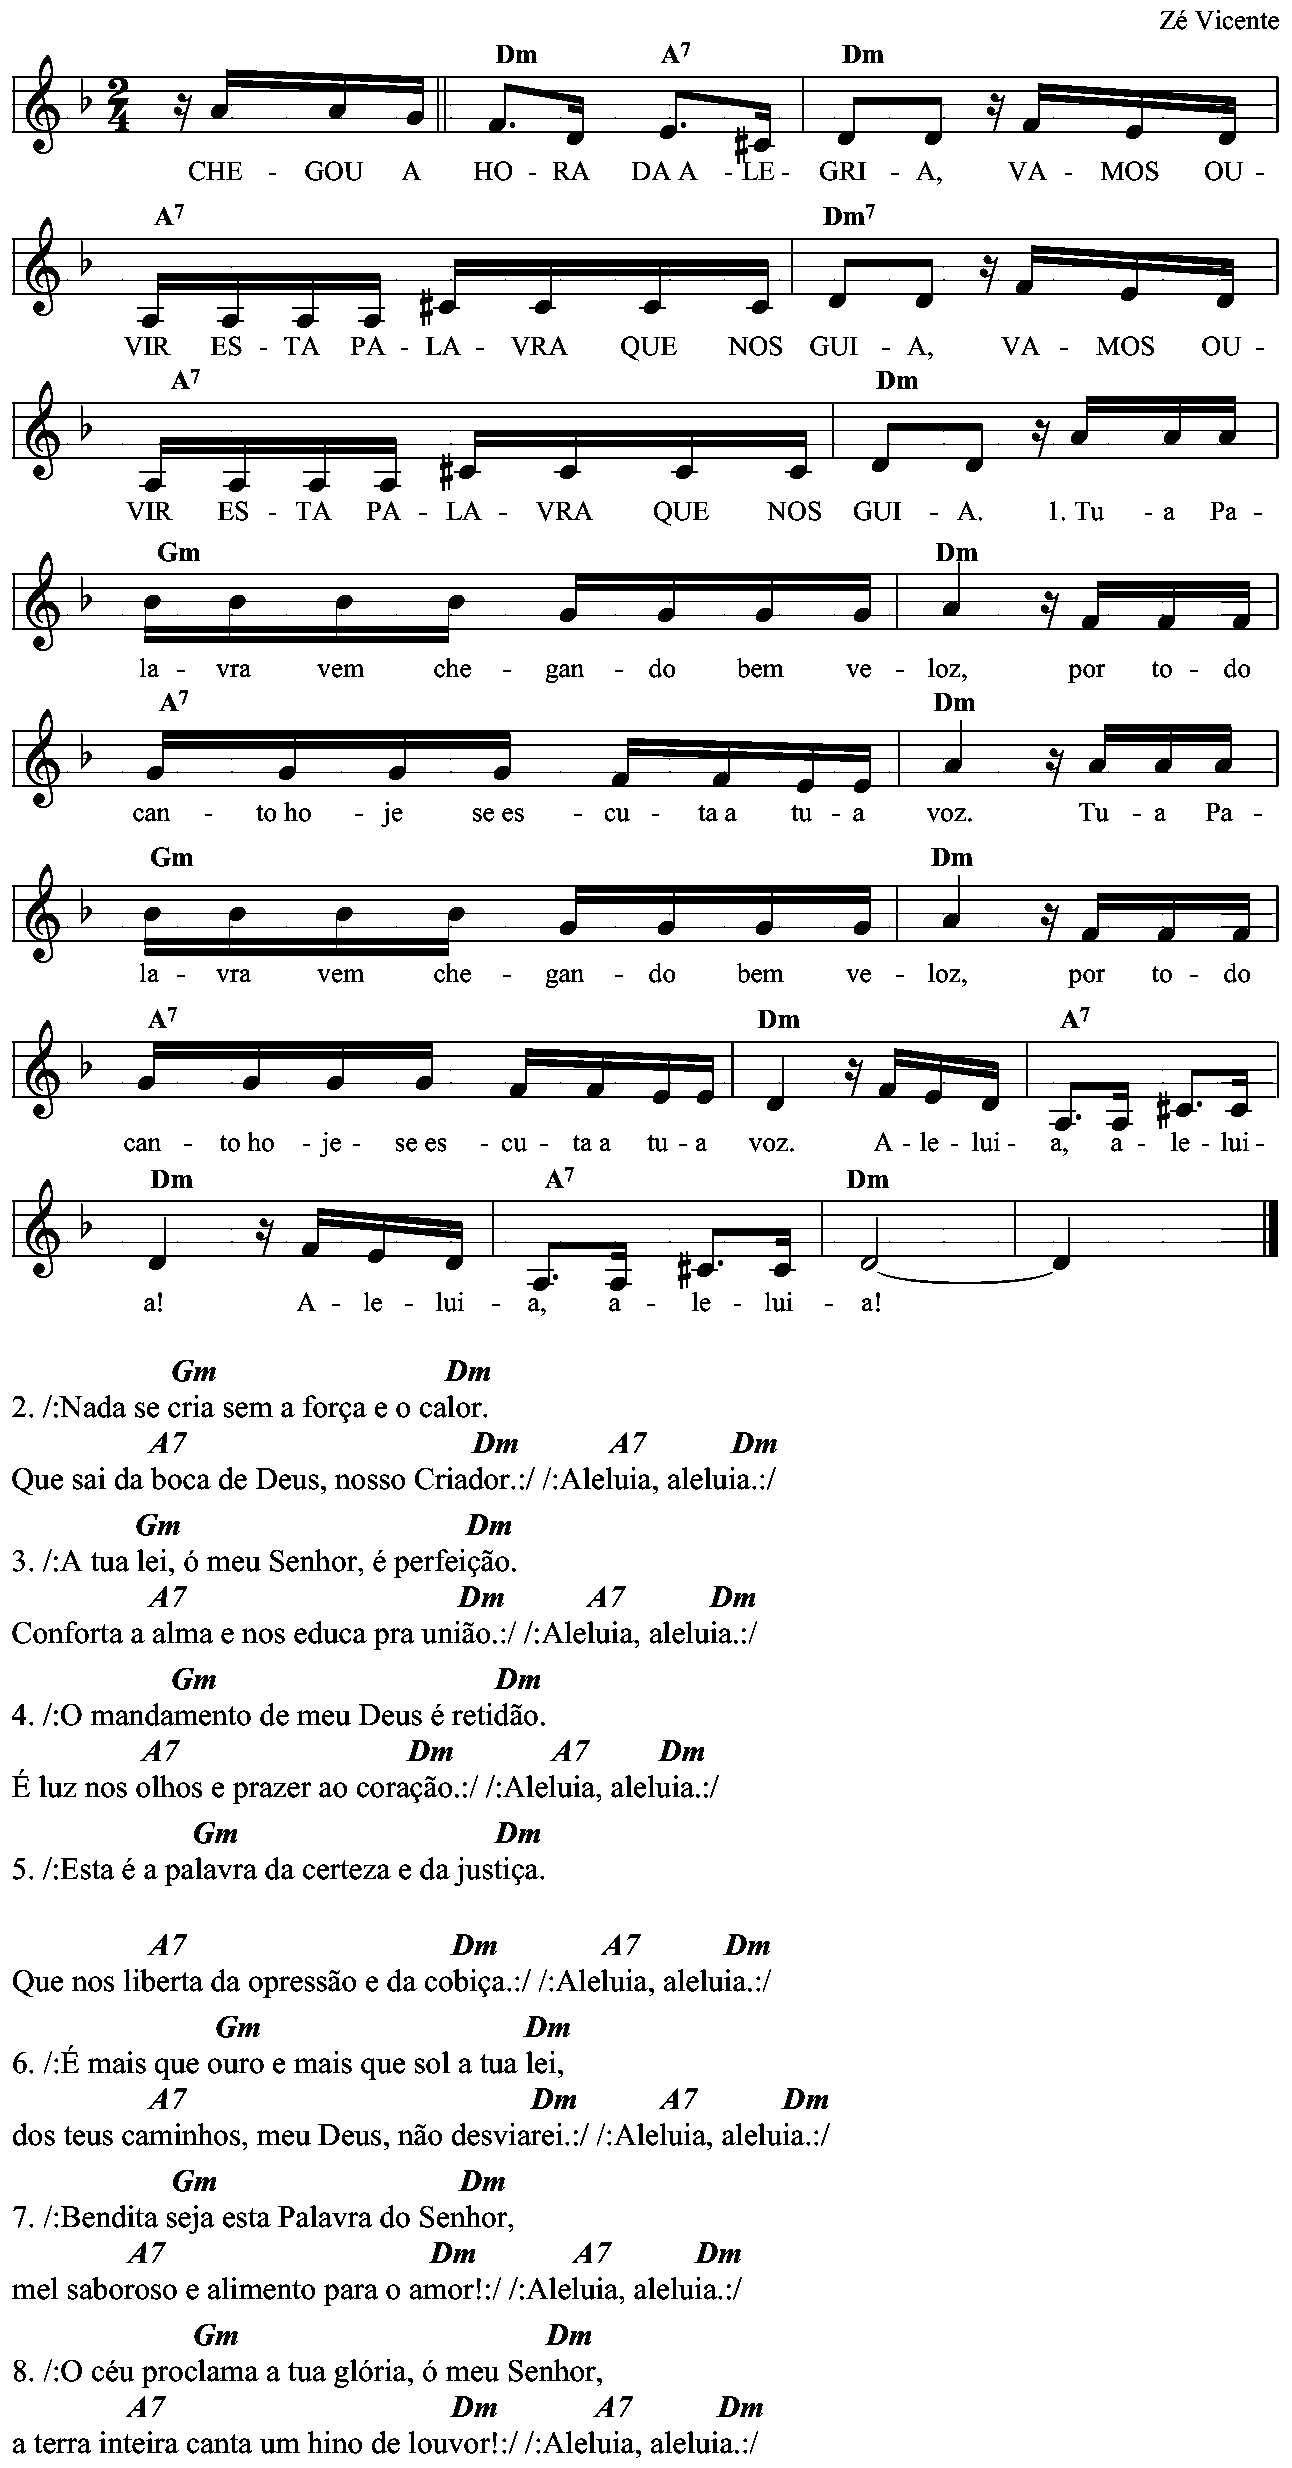 Zé Vicente
Dm A7 Dm
CHE - GOU A HO - RA DA A - LE - GRI - A, VA - MOS OU -
A7 Dm7
VIR ES - TA PA - LA - VRA QUE NOS GUI - A, VA - MOS OU -
A7 Dm
VIR ES - TA PA - LA - VRA QUE NOS GUI - A. 1. Tu - a Pa -
Gm Dm
la - vra vem che - gan - do bem ve - loz, por to - do
A7 Dm
can - to ho - je se es - cu - ta a tu - a voz. Tu - a Pa -
Gm Dm
la - vra vem che - gan - do bem ve - loz, por to - do
A7 Dm A7
can - to ho - je - se es - cu - ta a tu - a voz. A - le - lui - a, a - le - lui -
Dm A7 Dm
a! A - le - lui - a, a - le - lui - a!
Gm Dm
2. /:Nada se cria sem a força e o calor.
A7 Dm A7 Dm
Que sai da boca de Deus, nosso Criador.:/ /:Aleluia, aleluia.:/
Gm Dm
3. /:A tua lei, ó meu Senhor, é perfeição.
A7 Dm A7 Dm
Conforta a alma e nos educa pra união.:/ /:Aleluia, aleluia.:/
Gm Dm
4. /:O mandamento de meu Deus é retidão.
A7 Dm A7 Dm
É luz nos olhos e prazer ao coração.:/ /:Aleluia, aleluia.:/
Gm Dm
5. /:Esta é a palavra da certeza e da justiça.
A7 Dm A7 Dm
Que nos liberta da opressão e da cobiça.:/ /:Aleluia, aleluia.:/
Gm Dm
6. /:É mais que ouro e mais que sol a tua lei,
A7 Dm A7 Dm
dos teus caminhos, meu Deus, não desviarei.:/ /:Aleluia, aleluia.:/
Gm Dm
7. /:Bendita seja esta Palavra do Senhor,
A7 Dm A7 Dm
mel saboroso e alimento para o amor!:/ /:Aleluia, aleluia.:/
Gm Dm
8. /:O céu proclama a tua glória, ó meu Senhor,
A7 Dm A7 Dm
a terra inteira canta um hino de louvor!:/ /:Aleluia, aleluia.:/